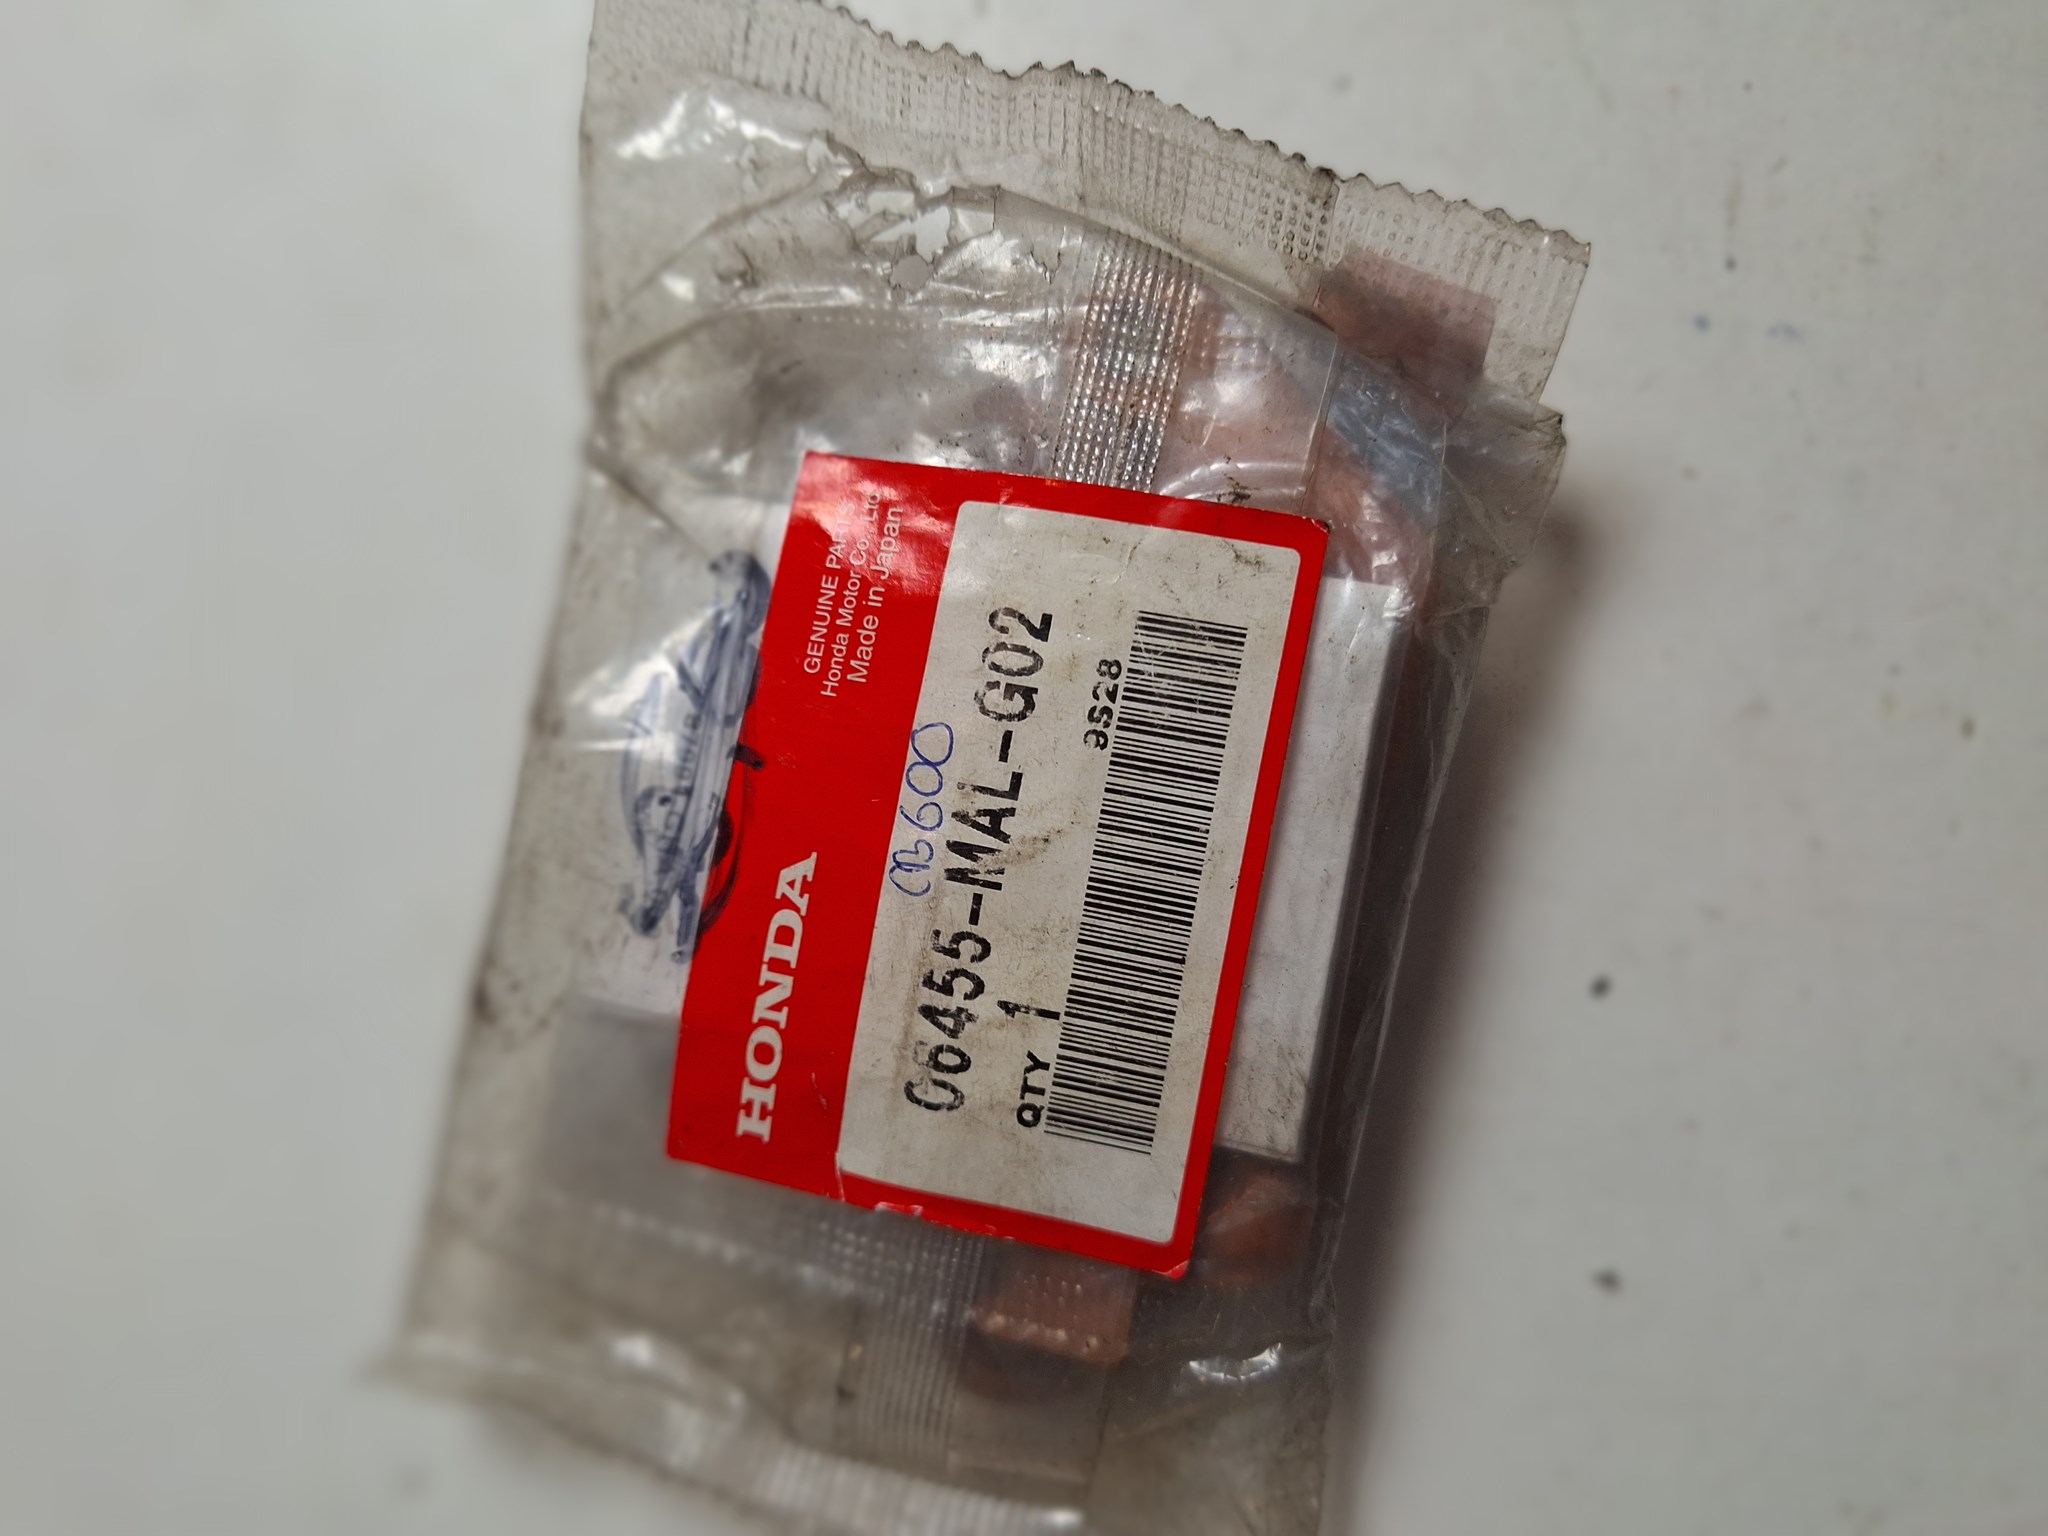 GENUINE PARTS
Honda Motor Co., Ltd.
Made in Japan
HONDA
CB600
06455-MAL-G02
QTY 1
9S28